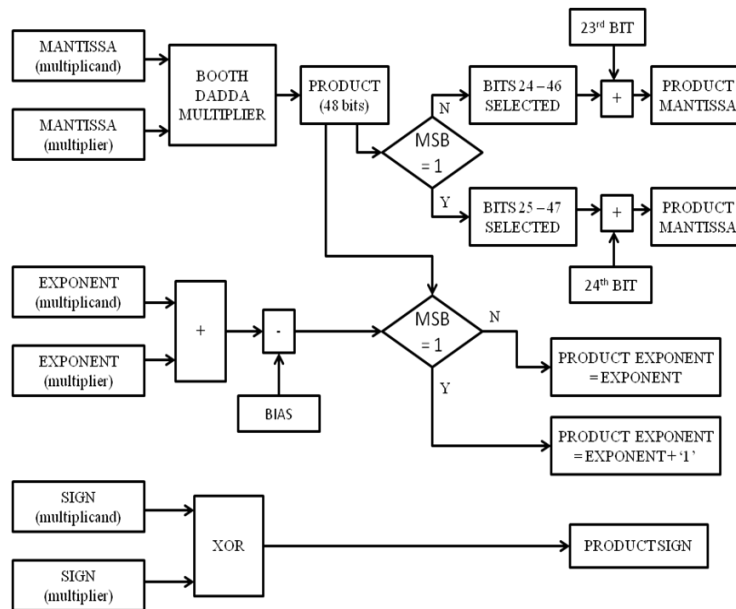 MANTISSA
(multiplicand)
MANTISSA
(multiplier)
BOOTH
DADDA
MULTIPLIER
PRODUCT
(48 bits)
MSB
= 1
N
Y
BITS 24 – 46
SELECTED
BITS 25 – 47
SELECTED
23rd BIT
+
PRODUCT
MANTISSA
+
PRODUCT
MANTISSA
24th BIT
EXPONENT
(multiplicand)
EXPONENT
(multiplier)
+
-
BIAS
MSB
= 1
N
Y
PRODUCT EXPONENT
= EXPONENT
PRODUCT EXPONENT
= EXPONENT + ‘1’
SIGN
(multiplicand)
SIGN
(multiplier)
XOR
PRODUCT SIGN